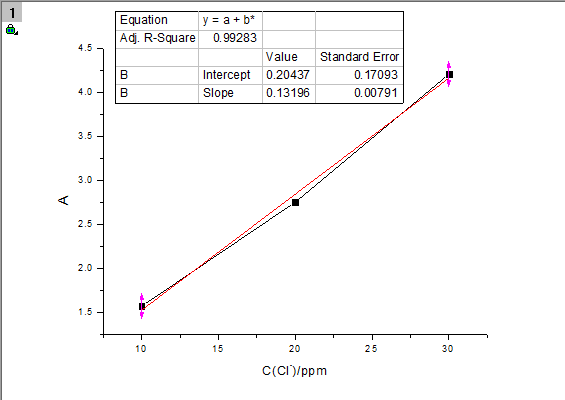 1
Equation y = a + b*
Adj. R-Square 0.99283
Value Standard Error
B Intercept 0.20437 0.17093
B Slope 0.13196 0.00791
4.5
4.0
3.5
3.0
2.5
2.0
1.5
A
10 15 20 25 30
C(Cl⁻)/ppm